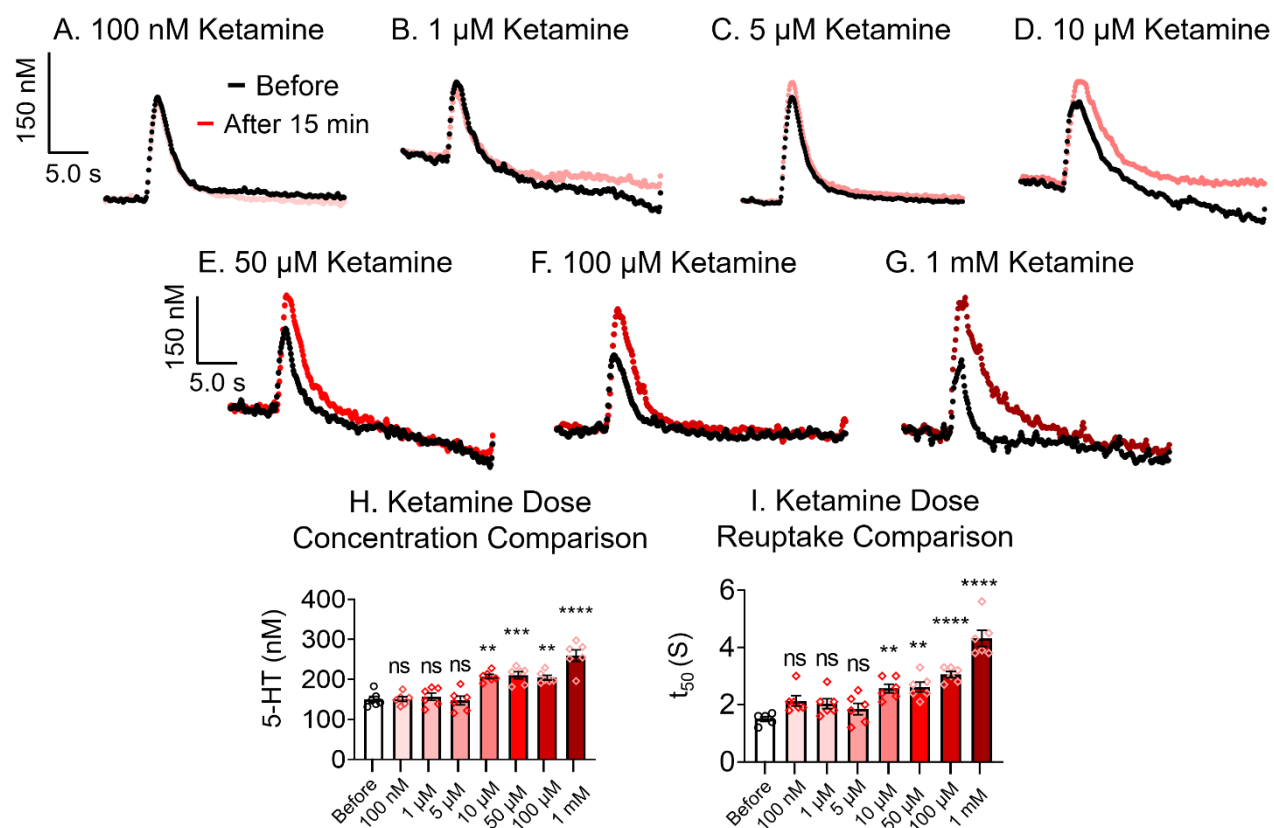 A. 100 nM Ketamine
B. 1 µM Ketamine
C. 5 µM Ketamine
D. 10 µM Ketamine
150 nM
5.0 s
Before
After 15 min
E. 50 µM Ketamine
F. 100 µM Ketamine
G. 1 mM Ketamine
150 nM
5.0 s
H. Ketamine Dose
Concentration Comparison
5-HT (nM)
400
300
200
100
0
ns
ns
ns
**
***
**
****
Before
100 nM
1 µM
5 µM
10 µM
50 µM
100 µM
1 mM
I. Ketamine Dose
Reuptake Comparison
t50 (S)
6
4
2
0
ns
ns
ns
**
**
****
****
Before
100 nM
1 µM
5 µM
10 µM
50 µM
100 µM
1 mM